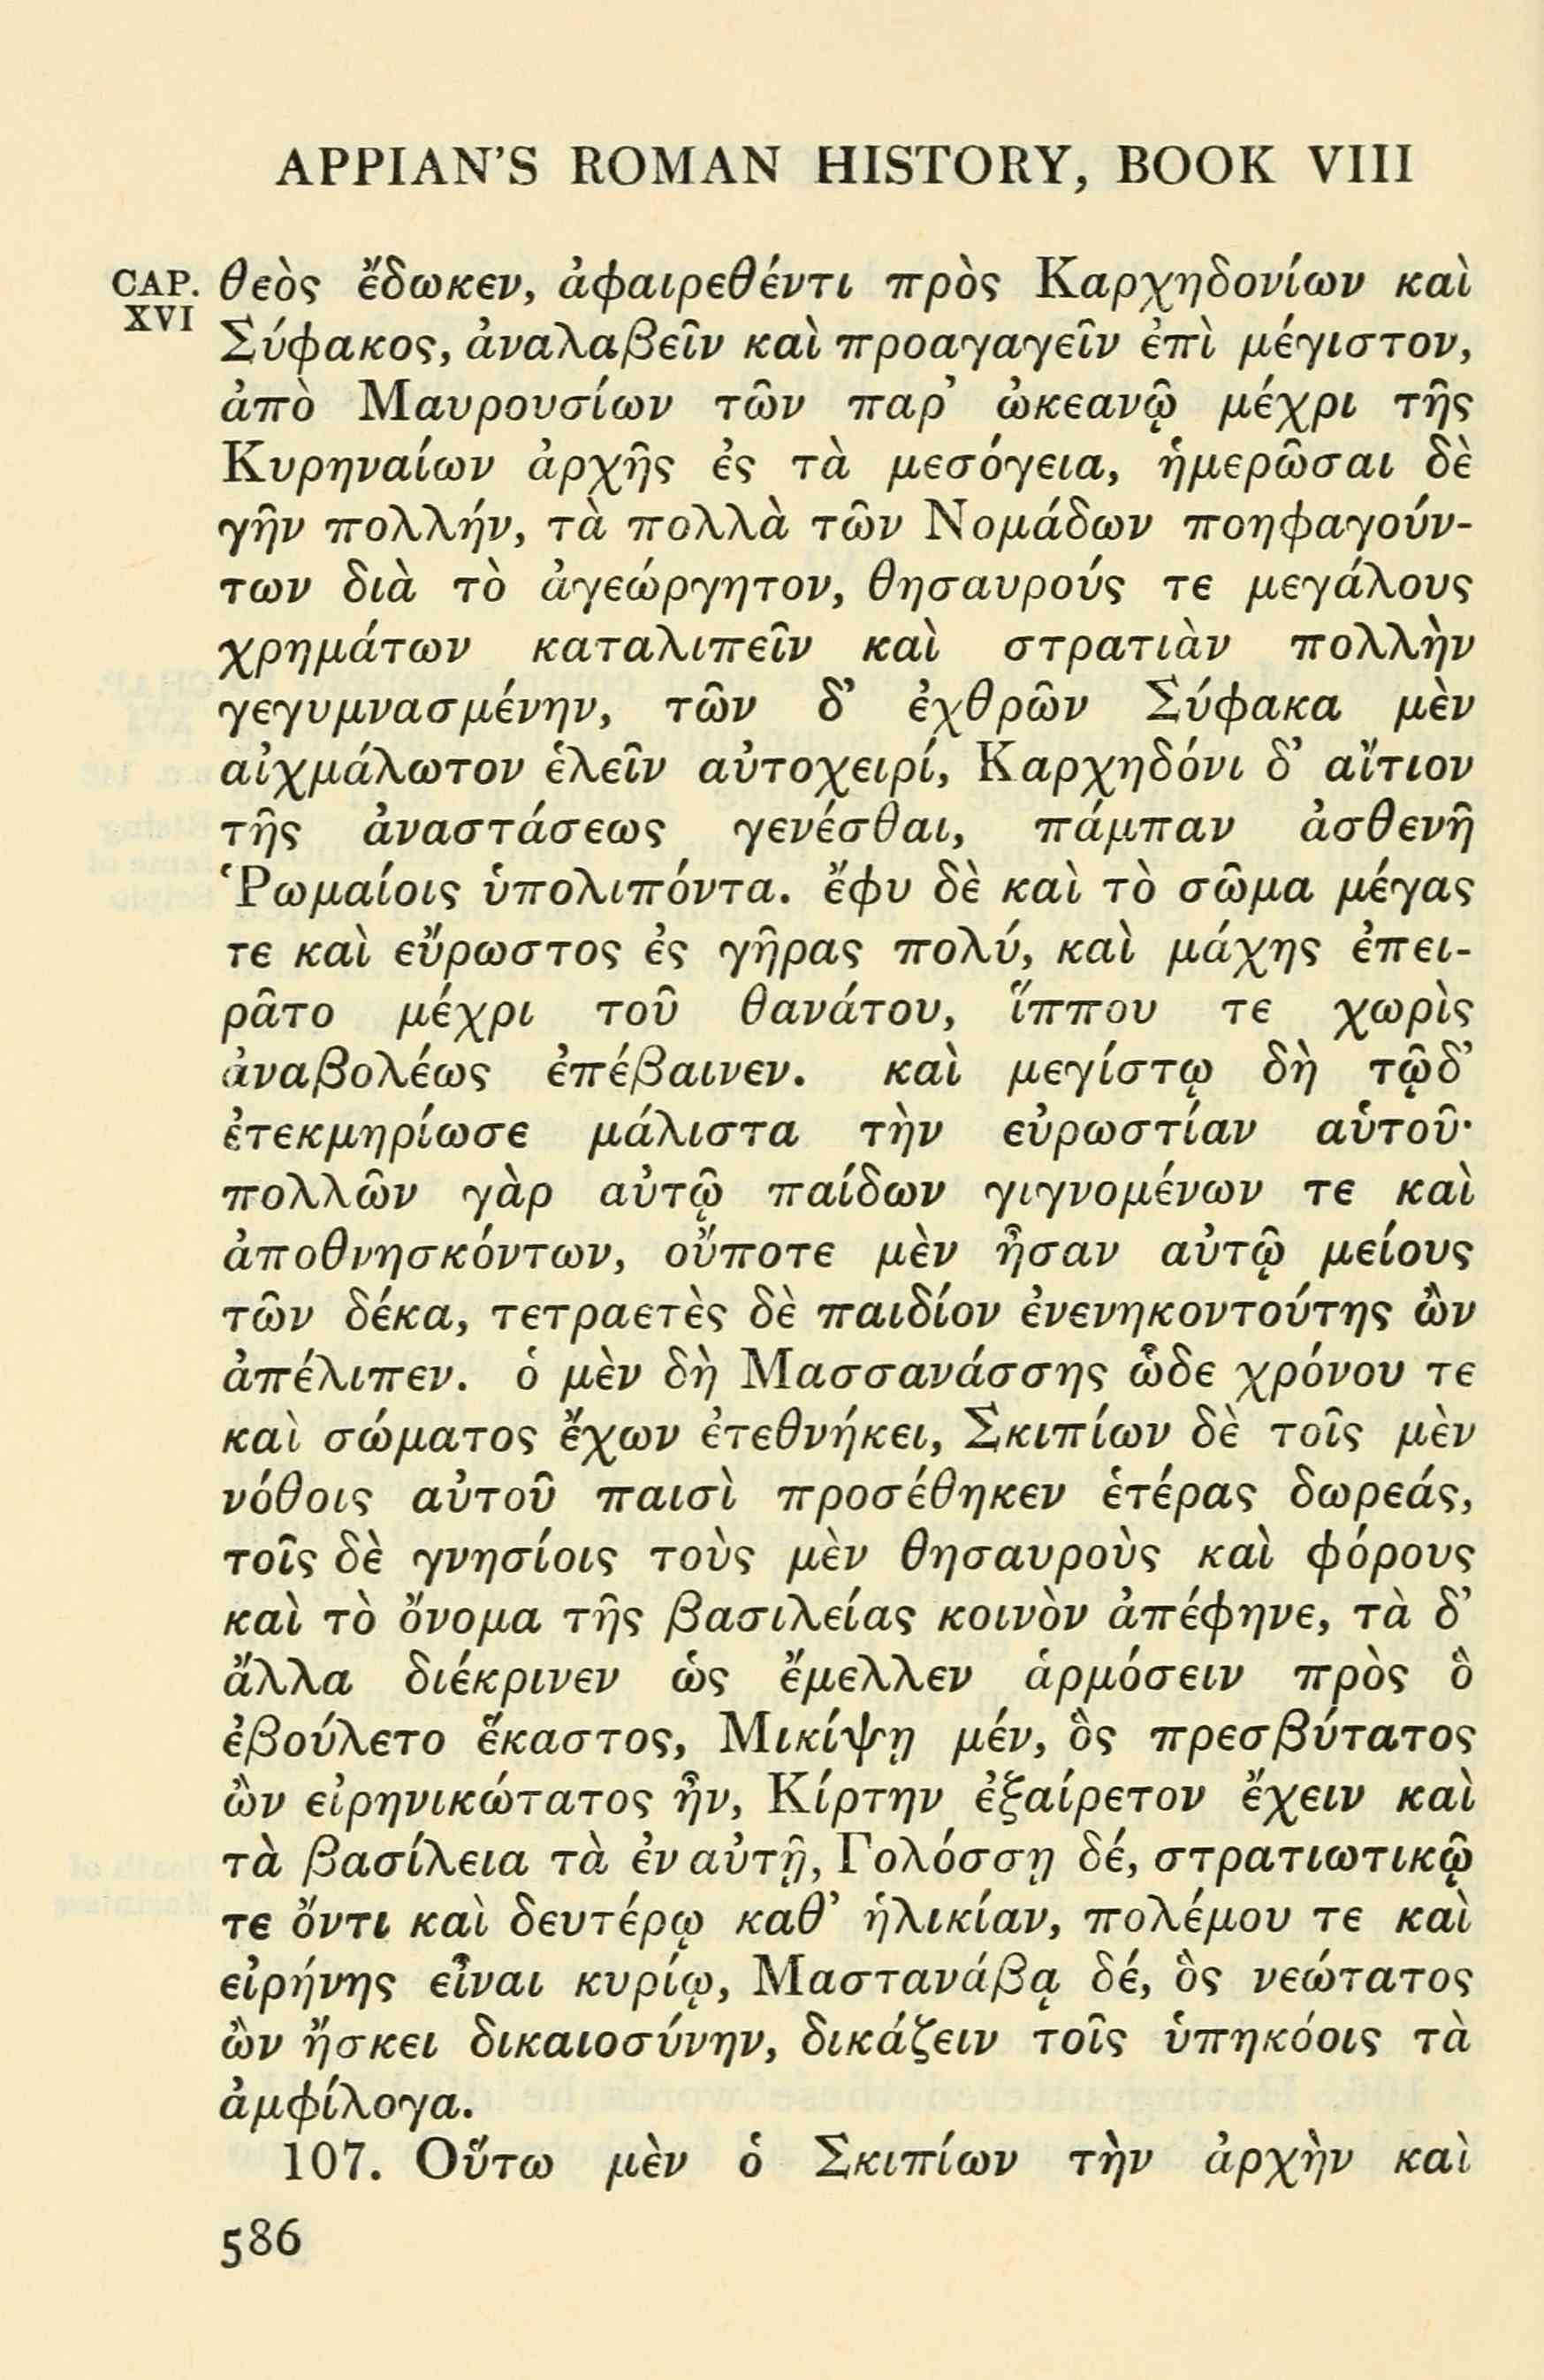 APPIAN'S ROMAN HISTORY, BOOK VIII
CAP. XVI
θεὸς ἔδωκεν, ἀφαιρεθέντι πρὸς Καρχηδονίων καὶ
Σύφακος, ἀναλαβεῖν καὶ προαγαγεῖν ἐπὶ μέγιστον,
ἀπὸ Μαυρουσίων τῶν παρ’ ὠκεανῷ μέχρι τῆς
Κυρηναίων ἀρχῆς ἐς τὰ μεσόγεια, ἡμερῶσαι δὲ
γῆν πολλήν, τὰ πολλὰ τῶν Νομάδων ποηφαγούν-
των διὰ τὸ ἀγεώργητον, θησαυρούς τε μεγάλους
χρημάτων καταλιπεῖν καὶ στρατιὰν πολλὴν
γεγυμνασμένην, τῶν δ’ ἐχθρῶν Σύφακα μὲν
αἰχμάλωτον ἑλεῖν αὐτοχειρί, Καρχηδόνι δ’ αἴτιον
τῆς ἀναστάσεως γενέσθαι, πάμπαν ἀσθενῆ
Ῥωμαίοις ὑπολιπόντα. ἔφυ δὲ καὶ τὸ σῶμα μέγας
τε καὶ εὔρωστος ἐς γῆρας πολύ, καὶ μάχης ἐπει-
ρᾶτο μέχρι τοῦ θανάτου, ἵππου τε χωρὶς
ἀναβολέως ἐπέβαινεν. καὶ μεγίστῳ δὴ τῷδ’
ἐτεκμηρίωσε μάλιστα τὴν εὐρωστίαν αὑτοῦ·
πολλῶν γὰρ αὐτῷ παίδων γιγνομένων τε καὶ
ἀποθνησκόντων, οὔποτε μὲν ἦσαν αὐτῷ μείους
τῶν δέκα, τετραετὲς δὲ παιδίον ἐνενηκοντούτης ὢν
ἀπέλιπεν. ὁ μὲν δὴ Μασσανάσσης ὧδε χρόνου τε
καὶ σώματος ἔχων ἐτεθνήκει, Σκιπίων δὲ τοῖς μὲν
νόθοις αὐτοῦ παισὶ προσέθηκεν ἑτέρας δωρεάς,
τοῖς δὲ γνησίοις τοὺς μὲν θησαυροὺς καὶ φόρους
καὶ τὸ ὄνομα τῆς βασιλείας κοινὸν ἀπέφηνε, τὰ δ’
ἄλλα διέκρινεν ὡς ἔμελλεν ἁρμόσειν πρὸς ὃ
ἐβούλετο ἕκαστος, Μικίψῃ μέν, ὃς πρεσβύτατος
ὢν εἰρηνικώτατος ἦν, Κίρτην ἐξαίρετον ἔχειν καὶ
τὰ βασίλεια τὰ ἐν αὐτῇ, Γολόσσῃ δέ, στρατιωτικῷ
τε ὄντι καὶ δευτέρῳ καθ’ ἡλικίαν, πολέμου τε καὶ
εἰρήνης εἶναι κυρίῳ, Μαστανάβᾳ δέ, ὃς νεώτατος
ὢν ἤσκει δικαιοσύνην, δικάζειν τοῖς ὑπηκόοις τὰ
ἀμφίλογα.
107. Οὕτω μὲν ὁ Σκιπίων τὴν ἀρχὴν καὶ
586